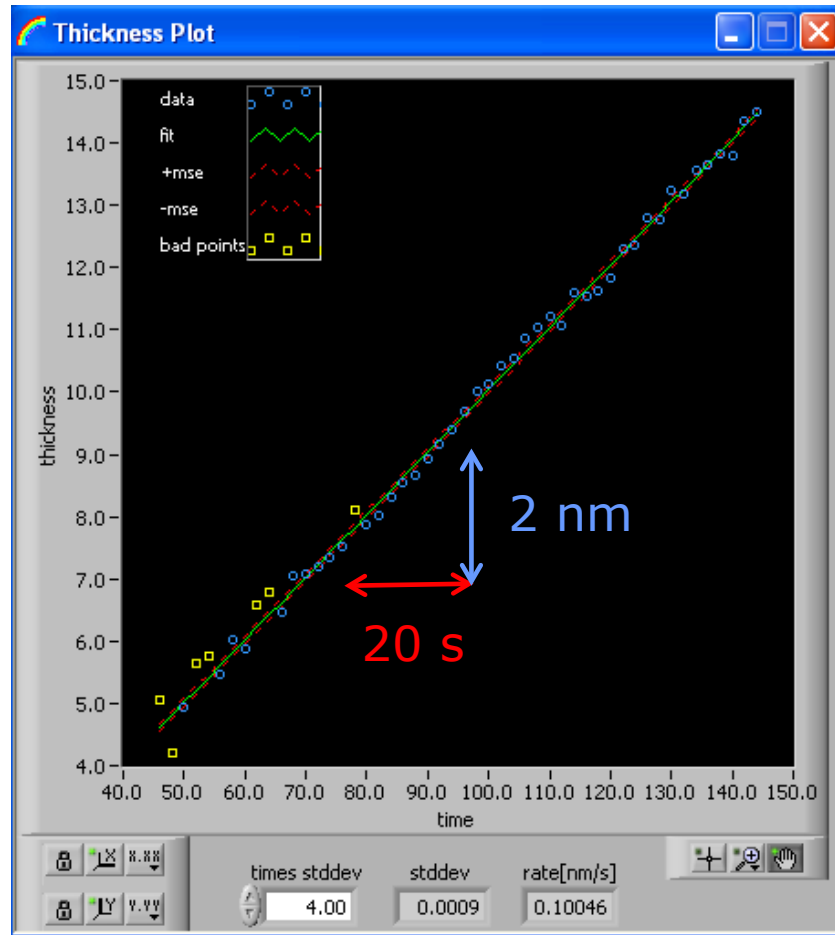 Thickness Plot
15.0
14.0
13.0
12.0
11.0
10.0
9.0
8.0
7.0
6.0
5.0
4.0
thickness
data
fit
+mse
-mse
bad points
2 nm
20 s
40.0 50.0 60.0 70.0 80.0 90.0 100.0 110.0 120.0 130.0 140.0 150.0
time
X X.XX
times stddev stddev rate[nm/s]
Y Y.YY
4.00 0.0009 0.10046